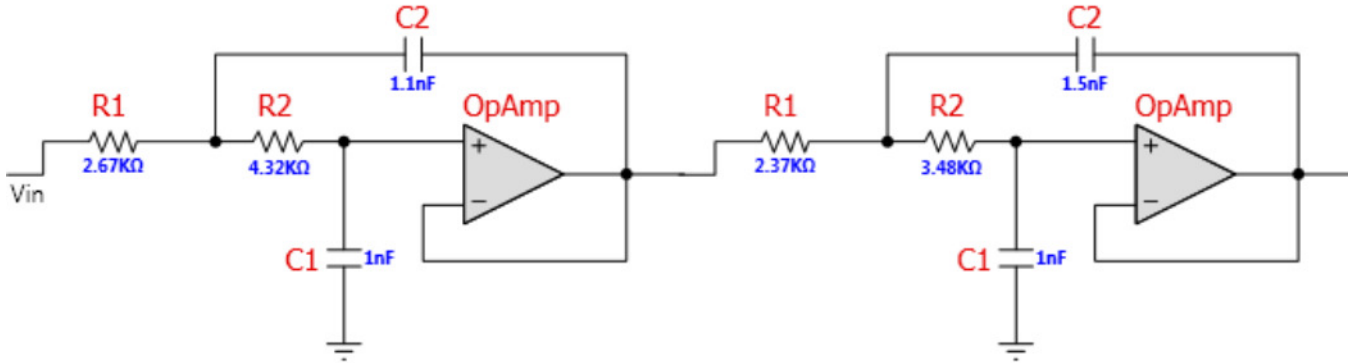 C2
1.1nF
R1
2.67KΩ
R2
4.32KΩ
OpAmp
+
−
Vin
C1
1nF
C2
1.5nF
R1
2.37KΩ
R2
3.48KΩ
OpAmp
+
−
C1
1nF